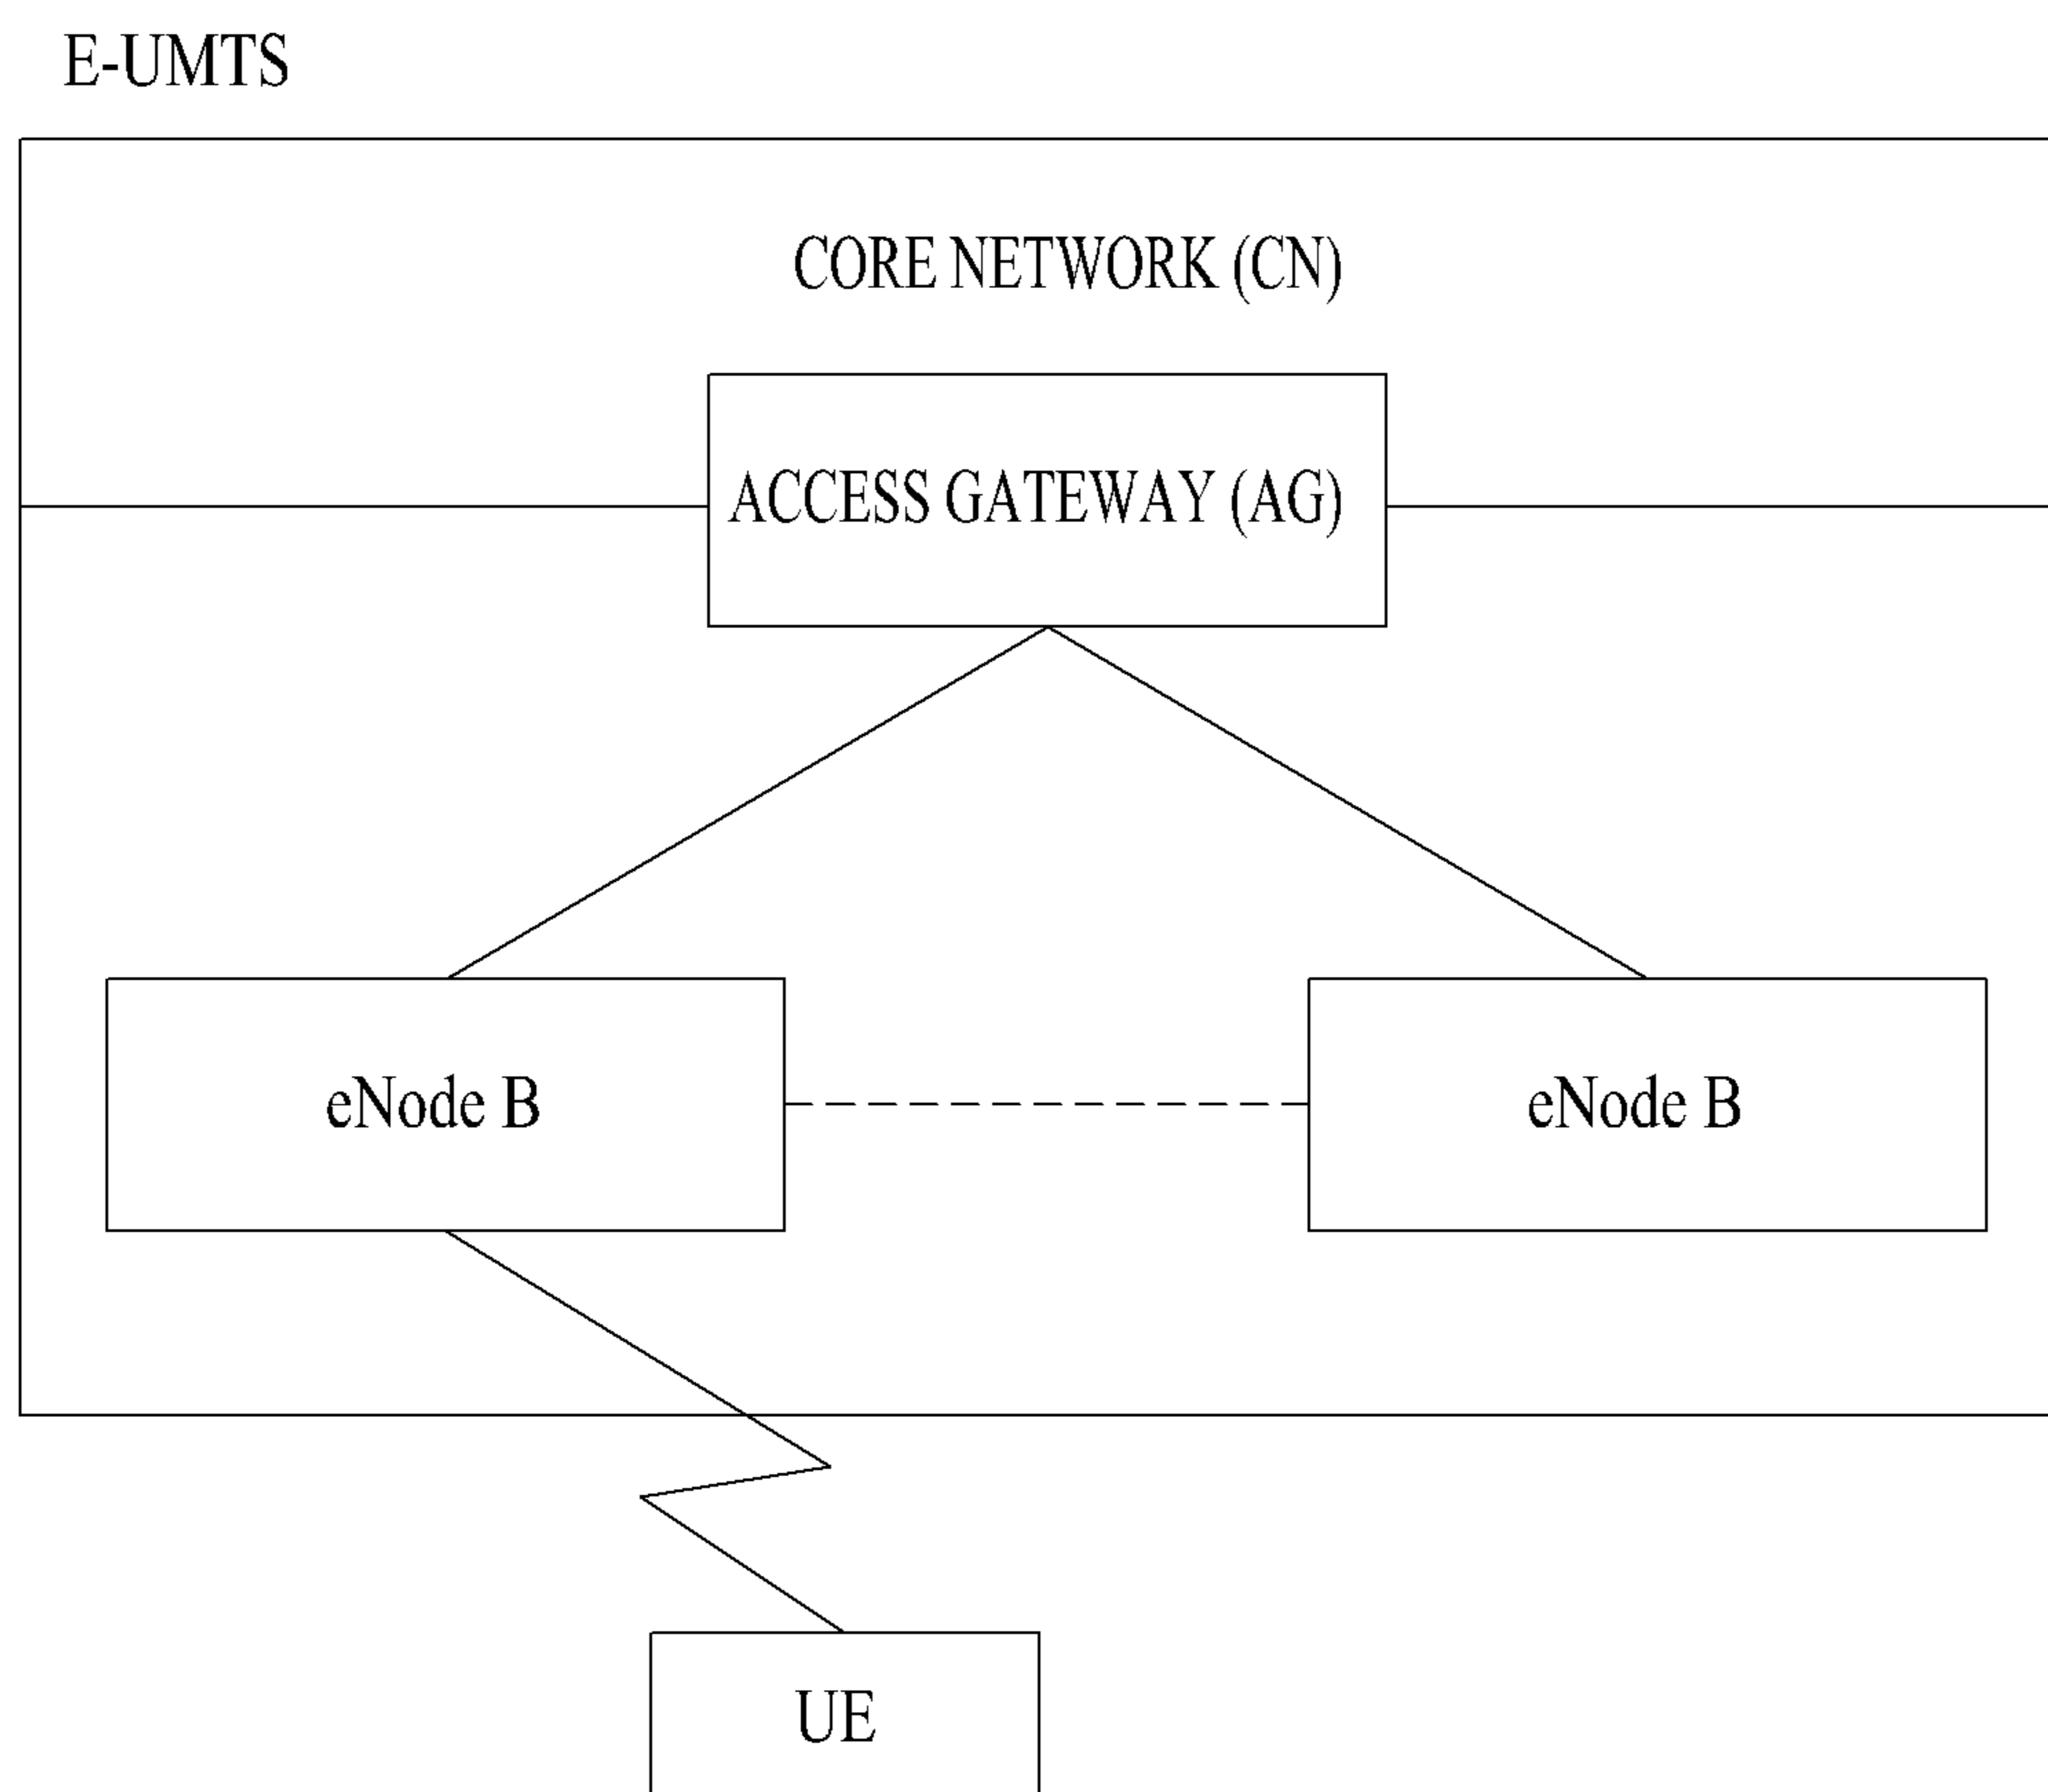 E-UMTS
CORE NETWORK (CN)
ACCESS GATEWAY (AG)
eNode B
eNode B
UE